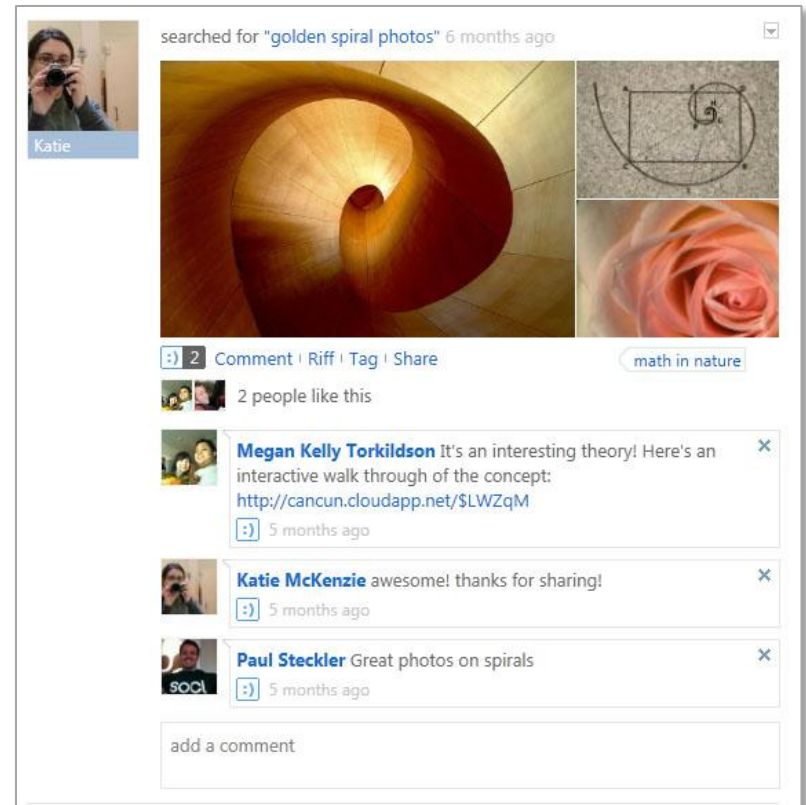 searched for "golden spiral photos" 6 months ago
Katie
:) 2 Comment Riff Tag Share
math in nature
2 people like this
Megan Kelly Torkildson It's an interesting theory! Here's an
interactive walk through of the concept:
http://cancun.cloudapp.net/$LWZqM
:) 5 months ago
Katie McKenzie awesome! thanks for sharing!
:) 5 months ago
Paul Steckler Great photos on spirals
socl
:) 5 months ago
add a comment